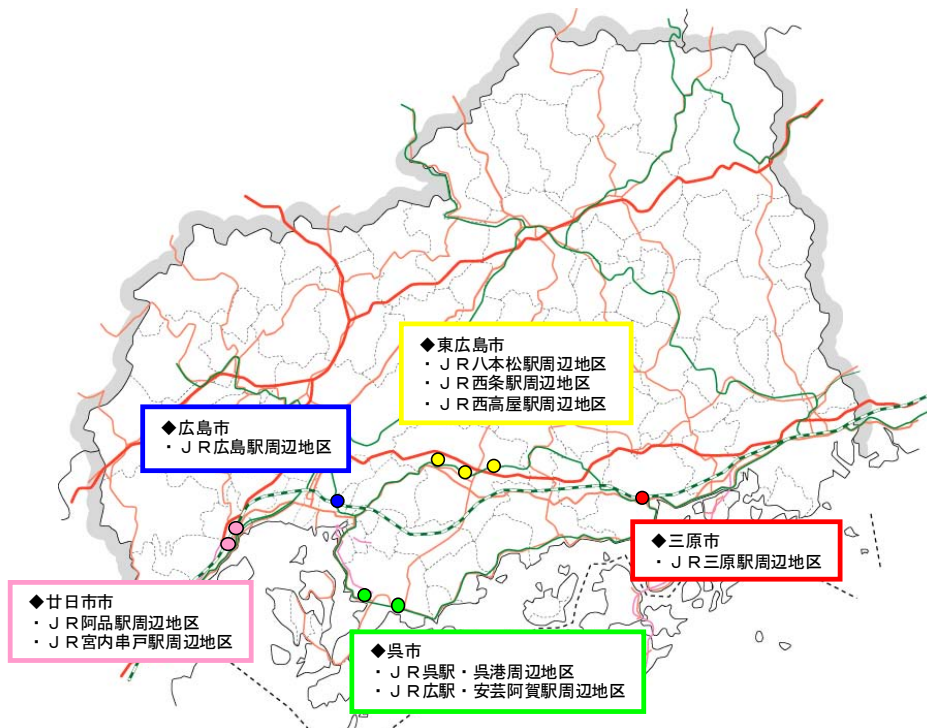 ◆東広島市
・ＪＲ八本松駅周辺地区
・ＪＲ西条駅周辺地区
・ＪＲ西高屋駅周辺地区
◆広島市
・ＪＲ広島駅周辺地区
◆三原市
・ＪＲ三原駅周辺地区
◆廿日市市
・ＪＲ阿品駅周辺地区
・ＪＲ宮内串戸駅周辺地区
◆呉市
・ＪＲ呉駅・呉港周辺地区
・ＪＲ広駅・安芸阿賀駅周辺地区